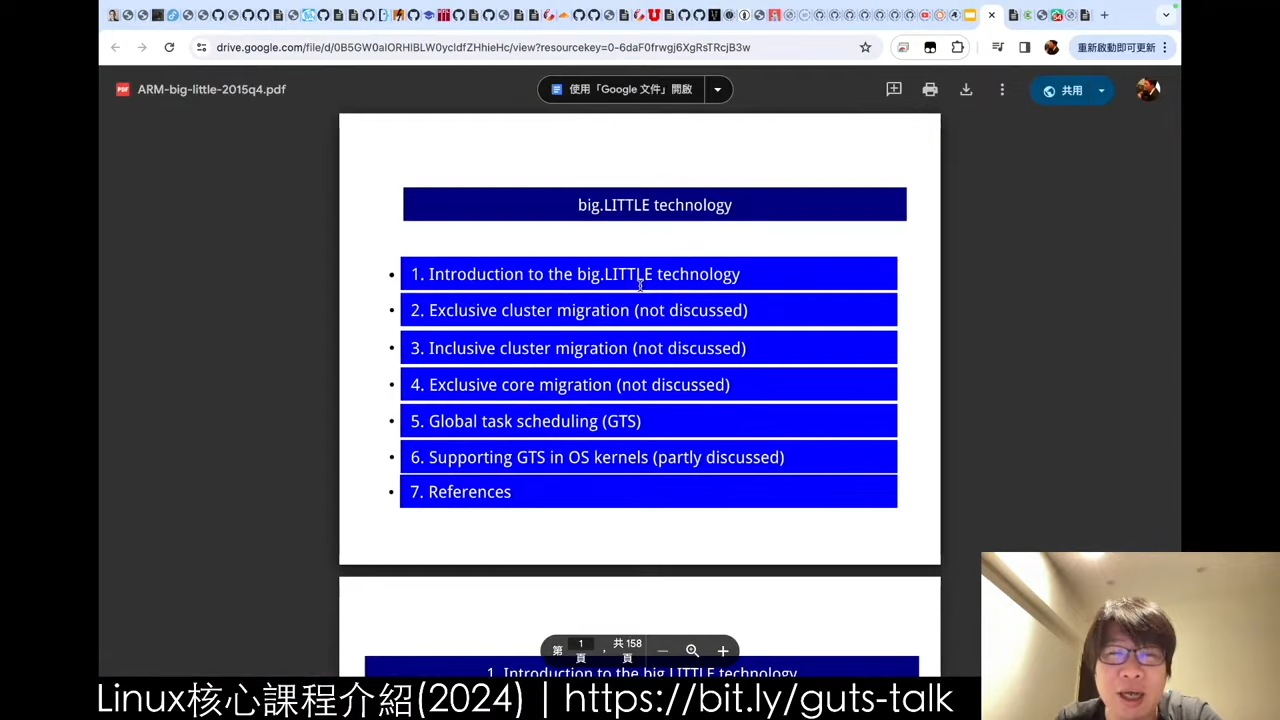 drive.google.com/file/d/0B5GW0aIORHIBLW0ycldfZHhieHc/view?resourcekey=0-6daF0frwgj6XgRsTRcjB3w
重新啟動即可更新
PDF
ARM-big-little-2015q4.pdf
使用「Google 文件」開啟
共用
big.LITTLE technology
• 1. Introduction to the big.LITTLE technology
• 2. Exclusive cluster migration (not discussed)
• 3. Inclusive cluster migration (not discussed)
• 4. Exclusive core migration (not discussed)
• 5. Global task scheduling (GTS)
• 6. Supporting GTS in OS kernels (partly discussed)
• 7. References
第 1 頁，共 158 頁
1. Introduction to the big.LITTLE technology
Linux核心課程介紹(2024) | https://bit.ly/guts-talk